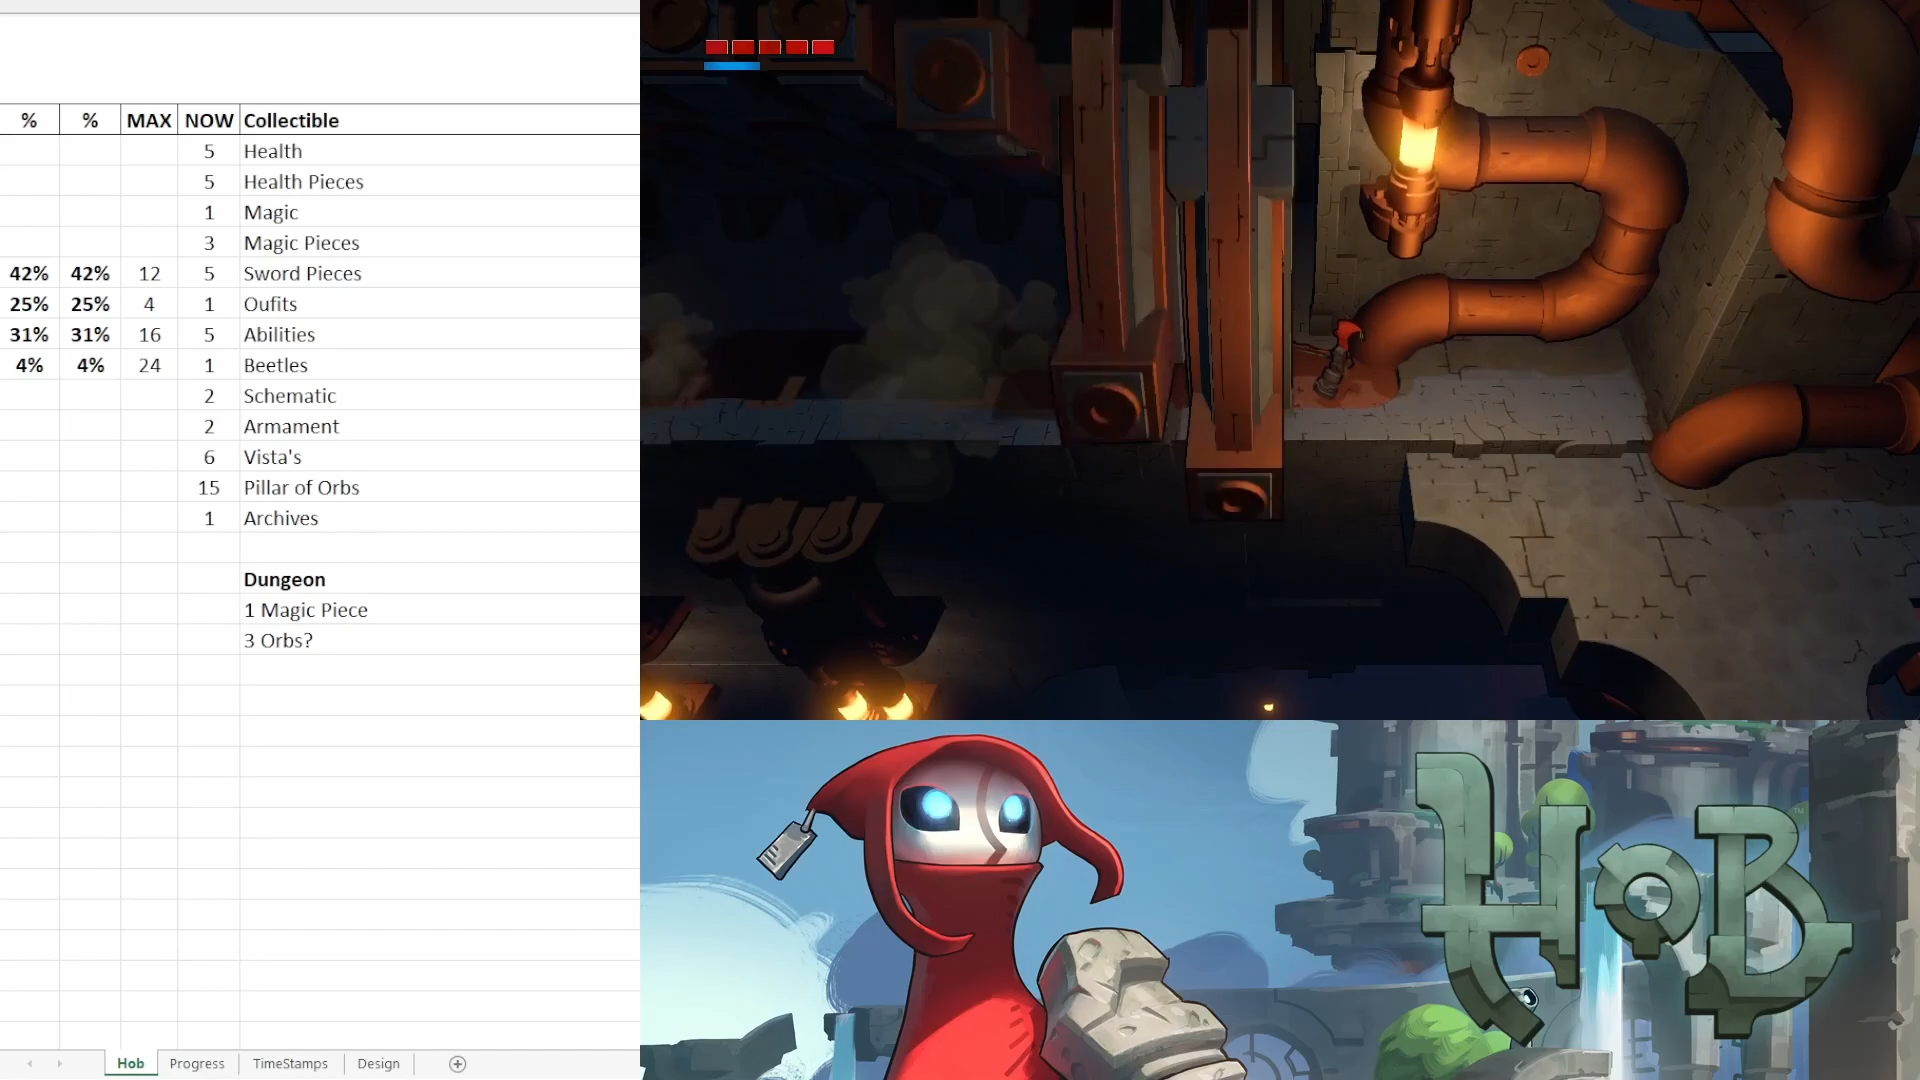 % % MAX NOW Collectible
5 Health
5 Health Pieces
1 Magic
3 Magic Pieces
42% 42% 12 5 Sword Pieces
25% 25% 4 1 Oufits
31% 31% 16 5 Abilities
4% 4% 24 1 Beetles
2 Schematic
2 Armament
6 Vista's
15 Pillar of Orbs
1 Archives
Dungeon
1 Magic Piece
3 Orbs?
Hob Progress TimeStamps Design
HOB
TM